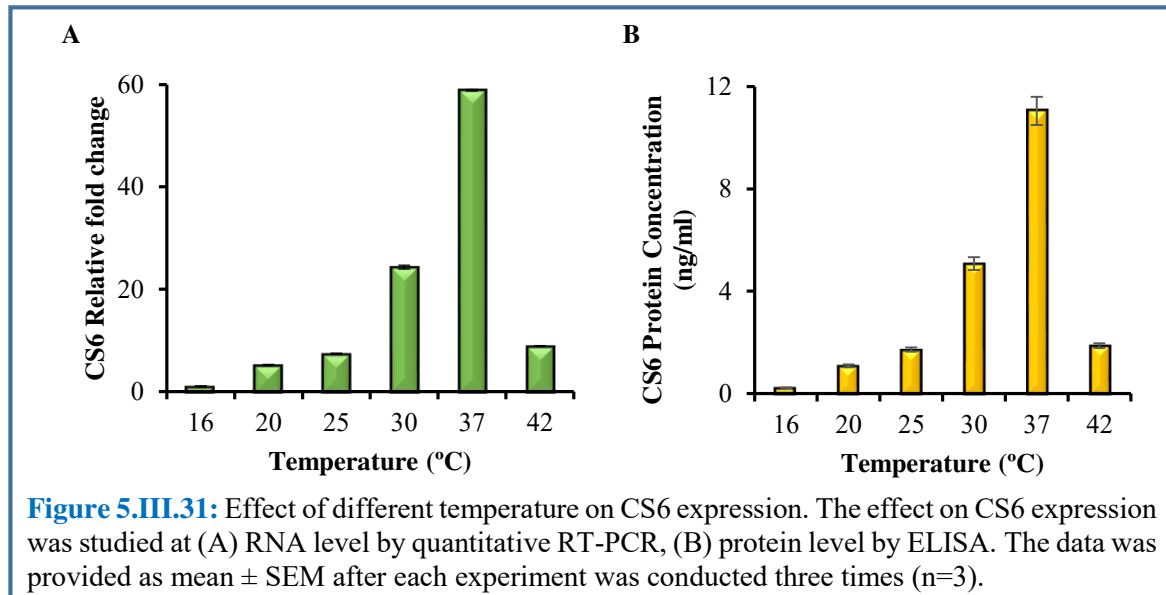 A
CS6 Relative fold change
60
40
20
0
16 20 25 30 37 42
Temperature (ºC)
B
CS6 Protein Concentration
(ng/ml)
12
8
4
0
16 20 25 30 37 42
Temperature (ºC)
Figure 5.III.31: Effect of different temperature on CS6 expression. The effect on CS6 expression
was studied at (A) RNA level by quantitative RT-PCR, (B) protein level by ELISA. The data was
provided as mean ± SEM after each experiment was conducted three times (n=3).